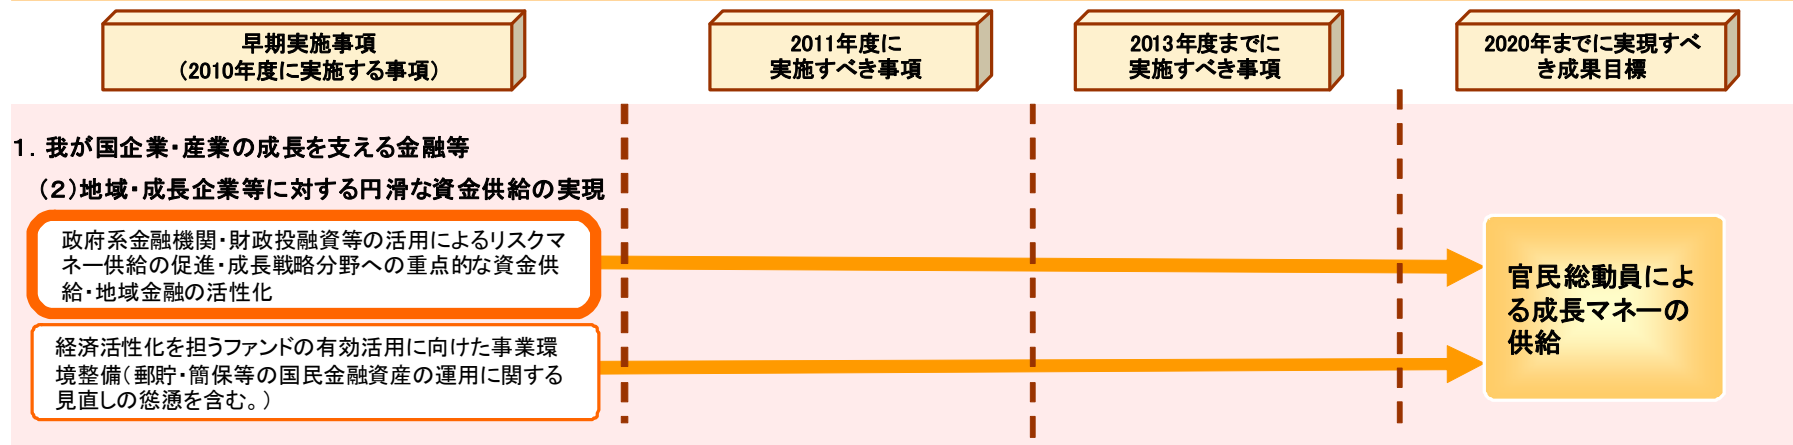 早期実施事項
(2010年度に実施する事項)
2011年度に
実施すべき事項
2013年度までに
実施すべき事項
2020年までに実現すべ
き成果目標
1．我が国企業・産業の成長を支える金融等
(2)地域・成長企業等に対する円滑な資金供給の実現
政府系金融機関・財政投融資等の活用によるリスクマ
ネー供給の促進・成長戦略分野への重点的な資金供
給・地域金融の活性化
経済活性化を担うファンドの有効活用に向けた事業環
境整備(郵貯・簡保等の国民金融資産の運用に関する
見直しの慫慂を含む。)
官民総動員によ
る成長マネーの
供給